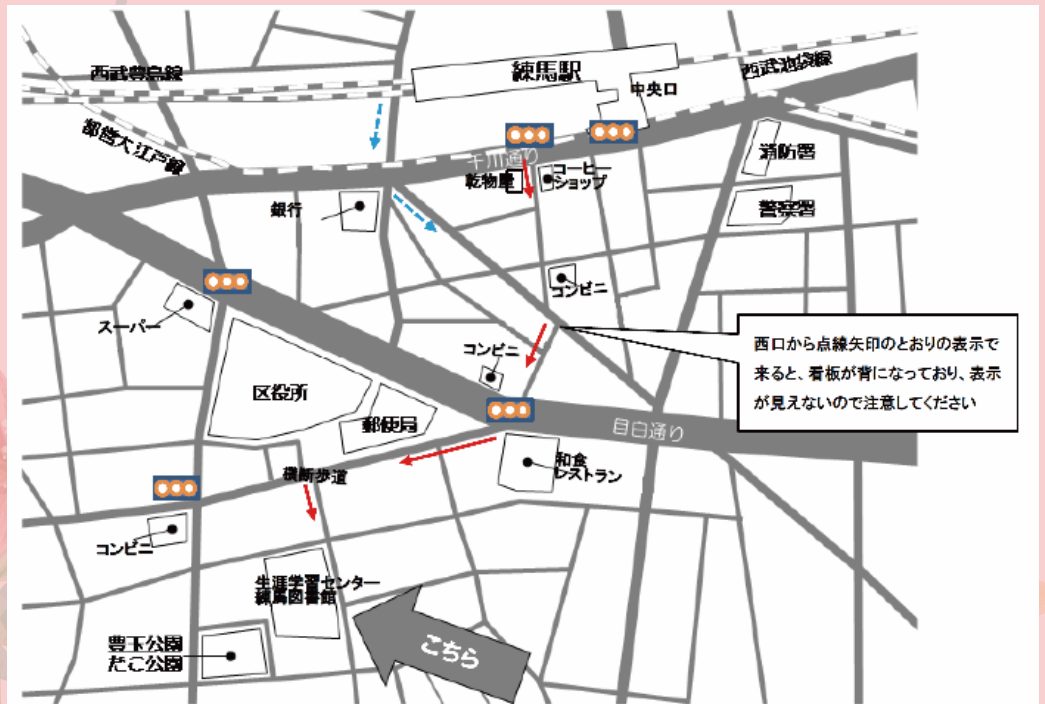 西武豊島線
練馬駅
西武池袋線
中央口
都営大江戸線
千川通り
消防署
乾物屋
コーヒー
ショップ
警察署
銀行
コンビニ
スーパー
コンビニ
西口から点線矢印のとおりの表示で
来ると、看板が背になっており、表示
が見えないので注意してください
区役所
郵便局
目白通り
横断歩道
和食
レストラン
コンビニ
生涯学習センター
練馬図書館
豊玉公園
たこ公園
こちら